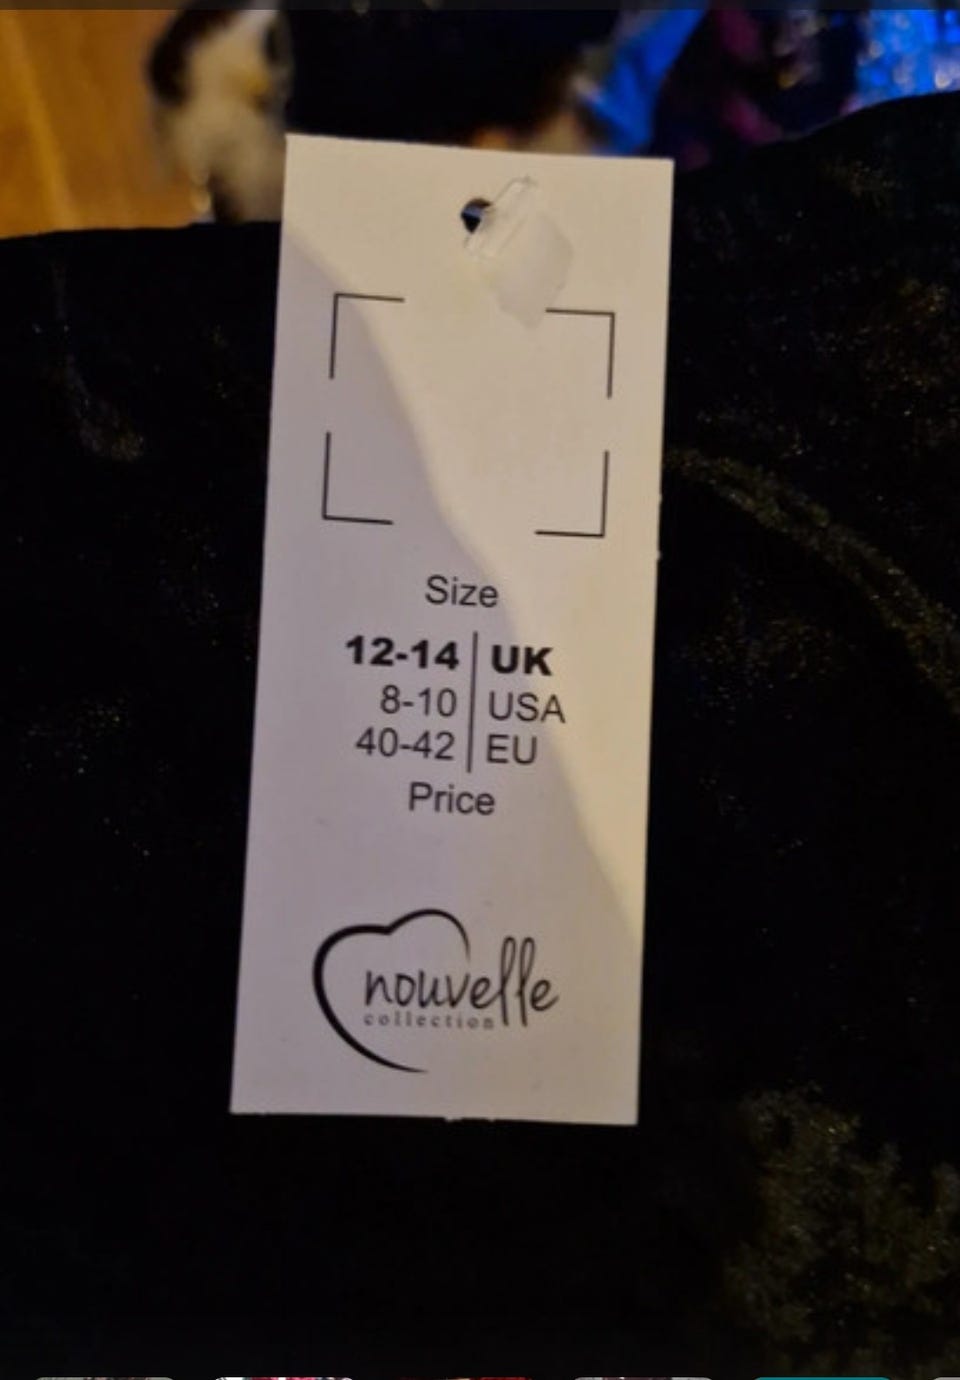 Size
12-14 UK
8-10 USA
40-42 EU
Price
nouvelle
collection